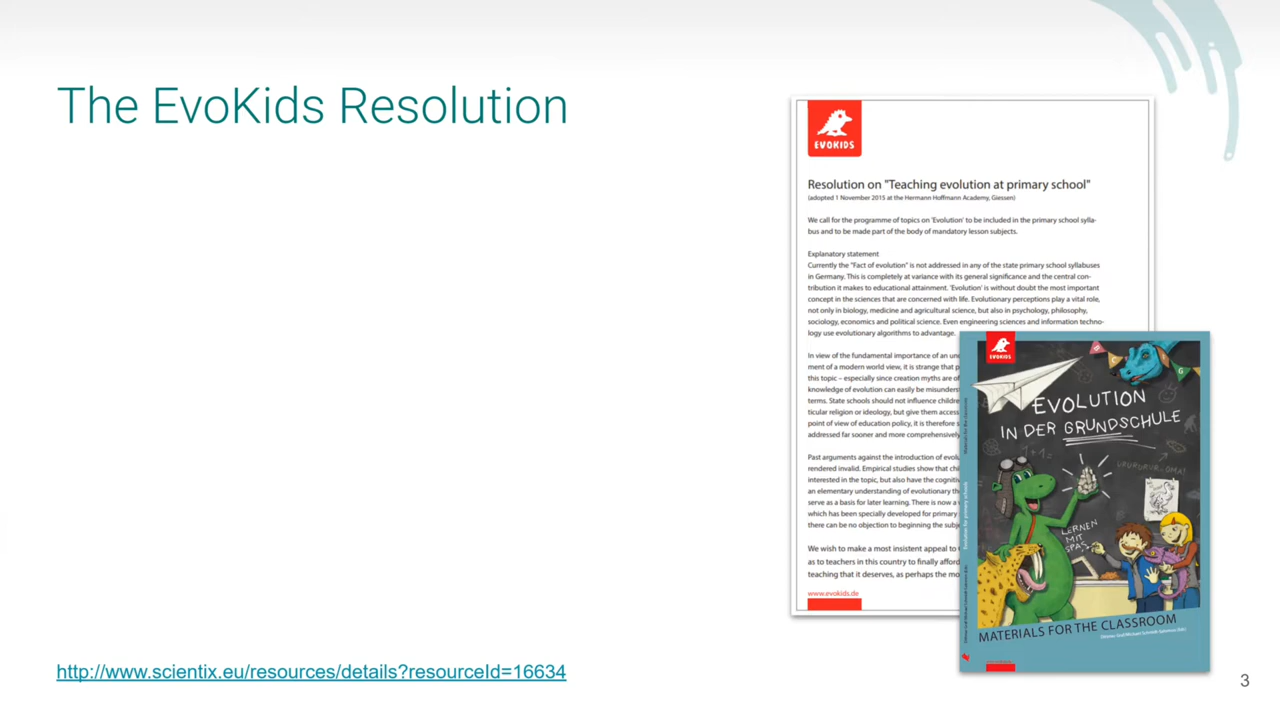 The EvoKids Resolution
EVOKIDS
Resolution on "Teaching evolution at primary school"
(adopted 1 November 2015 at the Hermann Hoffmann Academy, Giessen)
We call for the programme of topics on 'Evolution' to be included in the primary school sylla-
bus and to be made part of the body of mandatory lesson subjects.
Explanatory statement
Currently the "Fact of evolution" is not addressed in any of the state primary school syllabuses
in Germany. This is completely at variance with its general significance and the central con-
tribution it makes to educational attainment. 'Evolution' is without doubt the most important
concept in the sciences that are concerned with life. Evolutionary perceptions play a vital role,
not only in biology, medicine and agricultural science, but also in psychology, philosophy,
sociology, economics and political science. Even engineering sciences and information techno-
logy use evolutionary algorithms to advantage.
In view of the fundamental importance of an un
ment of a modern world view, it is strange that p
this topic – especially since creation myths are of
knowledge of evolution can easily be misunders
terms. State schools should not influence childre
ticular religion or ideology, but give them access
point of view of education policy, it is therefore s
addressed far sooner and more comprehensively
Past arguments against the introduction of evolu
rendered invalid. Empirical studies show that chi
interested in the topic, but also have the cognitiv
an elementary understanding of evolutionary th
serve as a basis for later learning. There is now a
which has been specially developed for primary
there can be no objection to beginning the subje
We wish to make a most insistent appeal to
as to teachers in this country to finally afford
teaching that it deserves, as perhaps the mo
www.evokids.de
EVOKIDS
EVOLUTION
IN DER GRUNDSCHULE
1+1=
URURURUR-OMA!
LERNEN
MIT
SPAS
MATERIALS FOR THE CLASSROOM
http://www.scientix.eu/resources/details?resourceId=16634
3